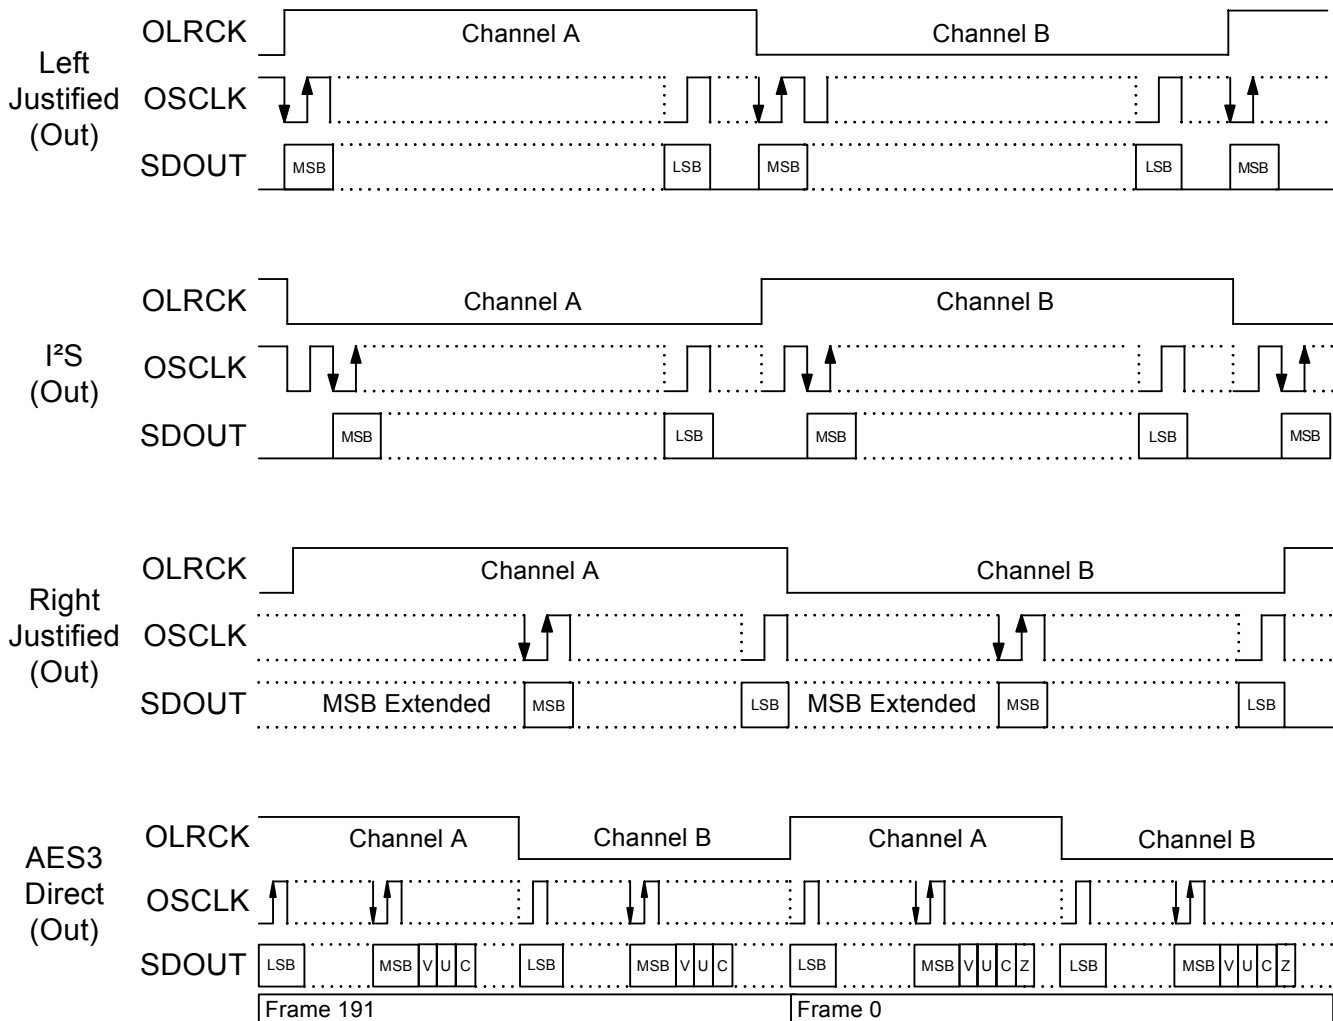 Left
Justified
(Out)
OLRCK Channel A Channel B
OSCLK
SDOUT MSB LSB MSB LSB MSB
I²S
(Out)
OLRCK Channel A Channel B
OSCLK
SDOUT MSB LSB MSB LSB MSB
Right
Justified
(Out)
OLRCK Channel A Channel B
OSCLK
SDOUT MSB Extended MSB LSB MSB Extended MSB LSB
AES3
Direct
(Out)
OLRCK Channel A Channel B Channel A Channel B
OSCLK
SDOUT LSB MSB V U C LSB MSB V U C LSB MSB V U C Z LSB MSB V U C Z
Frame 191 Frame 0